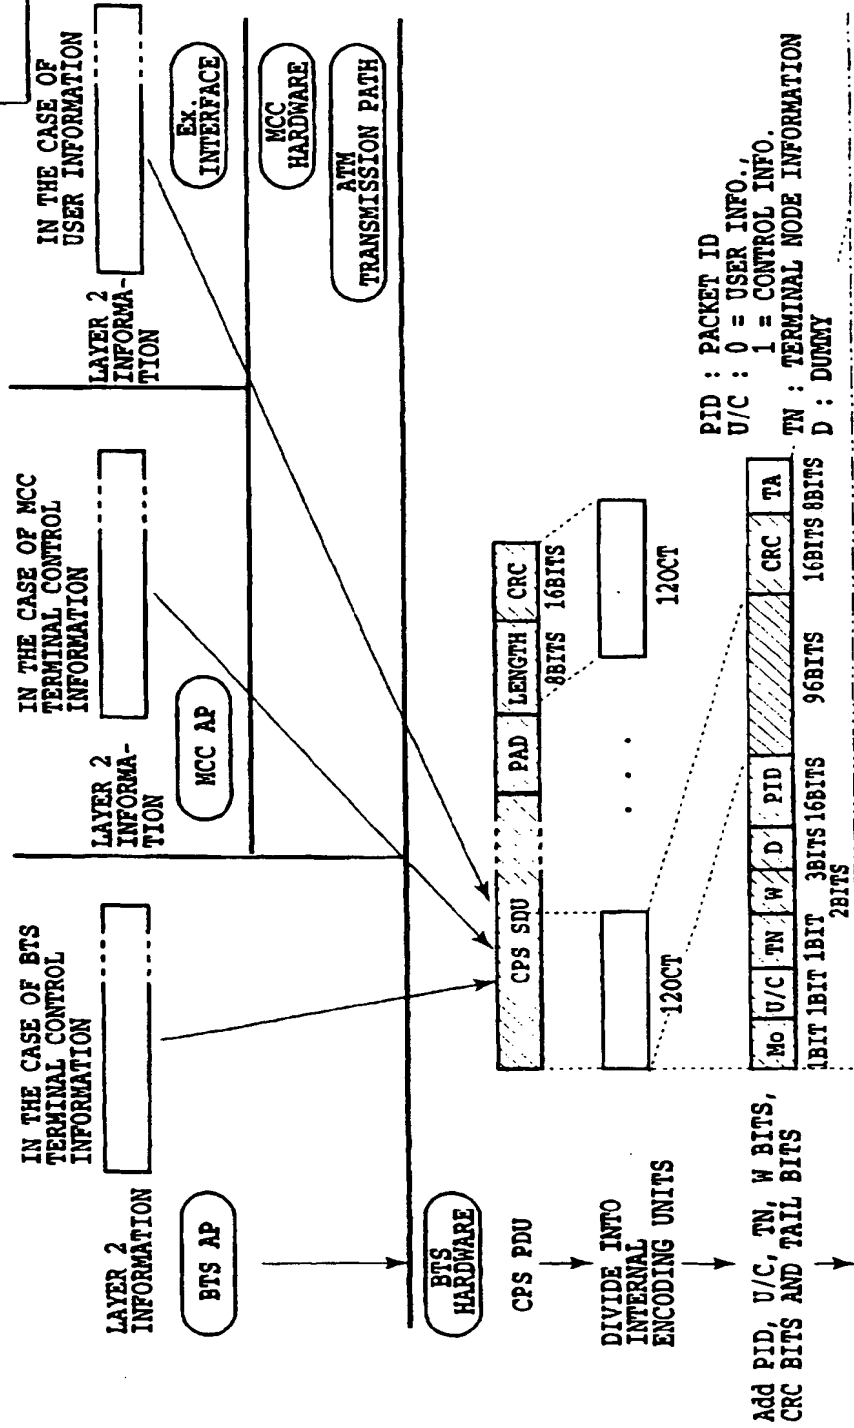 IN THE CASE OF BTS
TERMINAL CONTROL
INFORMATION
IN THE CASE OF MCC
TERMINAL CONTROL
INFORMATION
IN THE CASE OF
USER INFORMATION
LAYER 2
INFORMATION
LAYER 2
INFORMA-
TION
LAYER 2
INFORMA-
TION
BTS AP
MCC AP
Ex.
INTERFACE
MCC
HARDWARE
ATM
TRANSMISSION PATH
BTS
HARDWARE
CPS PDU
CPS SDU
PAD
LENGTH
CRC
8BITS
16BITS
DIVIDE INTO
INTERNAL
ENCODING UNITS
12OCT
. . .
12OCT
PID : PACKET ID
U/C : 0 = USER INFO.,
1 = CONTROL INFO.
TN : TERMINAL NODE INFORMATION
D : DUMMY
Add PID, U/C, TN, W BITS,
CRC BITS AND TAIL BITS
Mo U/C TN W D PID CRC TA
1BIT 1BIT 1BIT 3BITS 16BITS 96BITS 16BITS 8BITS
2BITS